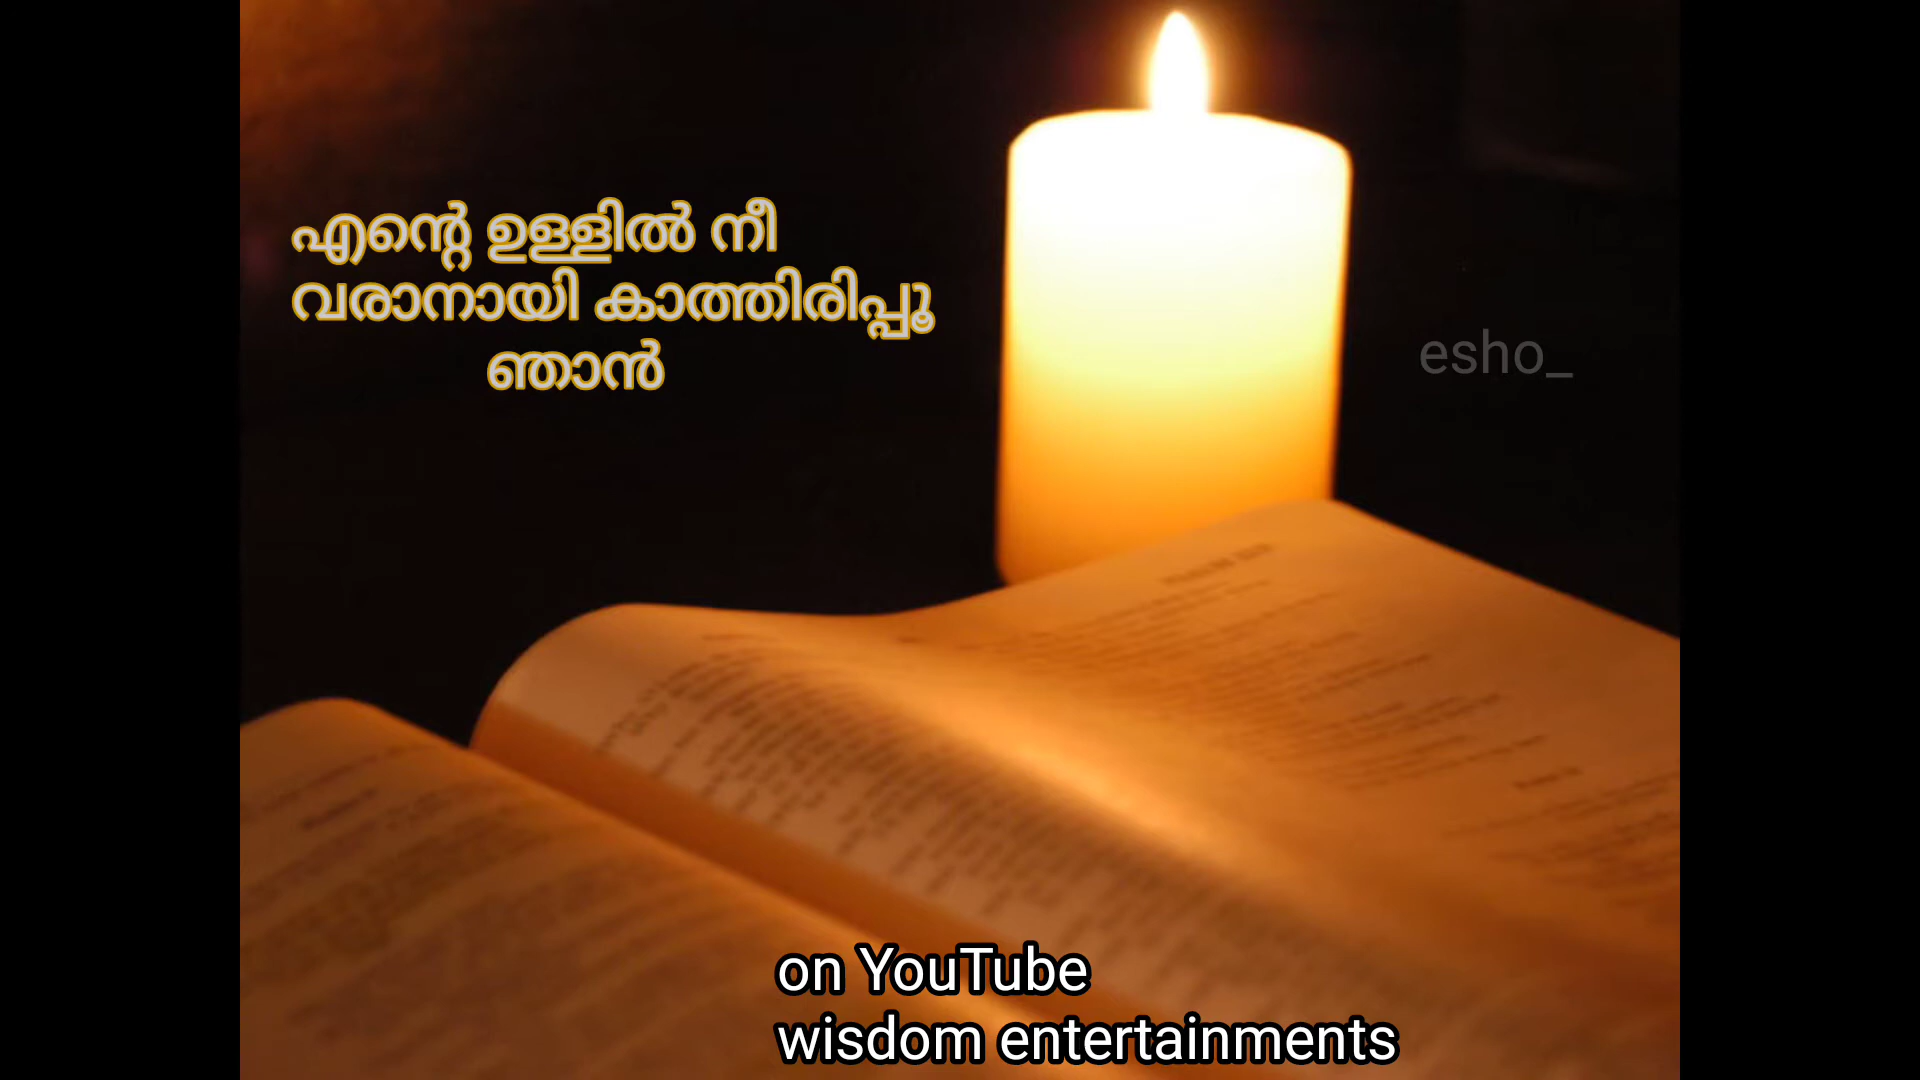 എന്റെ ഉള്ളിൽ നീ
വരാനായി കാത്തിരിപ്പൂ
ഞാൻ
esho_
on YouTube
wisdom entertainments